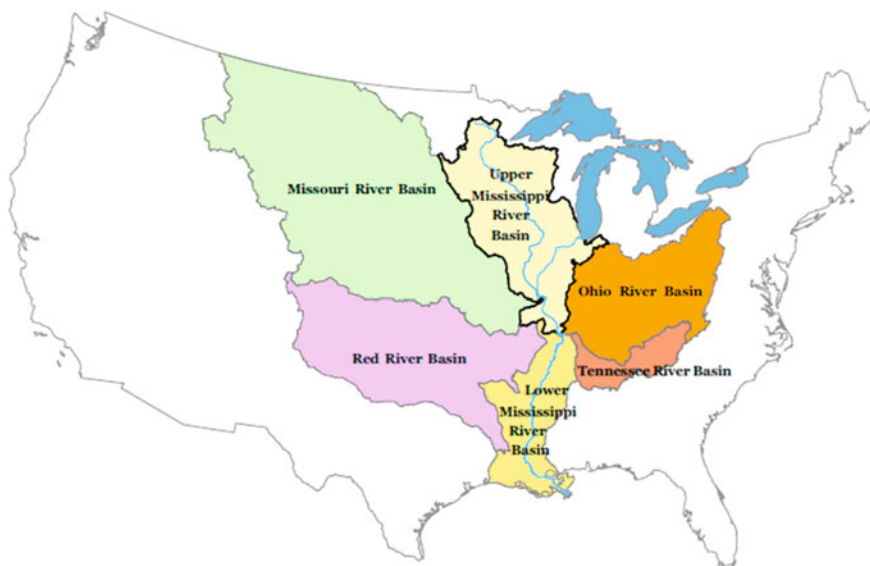 Missouri River Basin
Upper
Mississippi
River
Basin
Ohio River Basin
Red River Basin
Tennessee River Basin
Lower
Mississippi
River
Basin